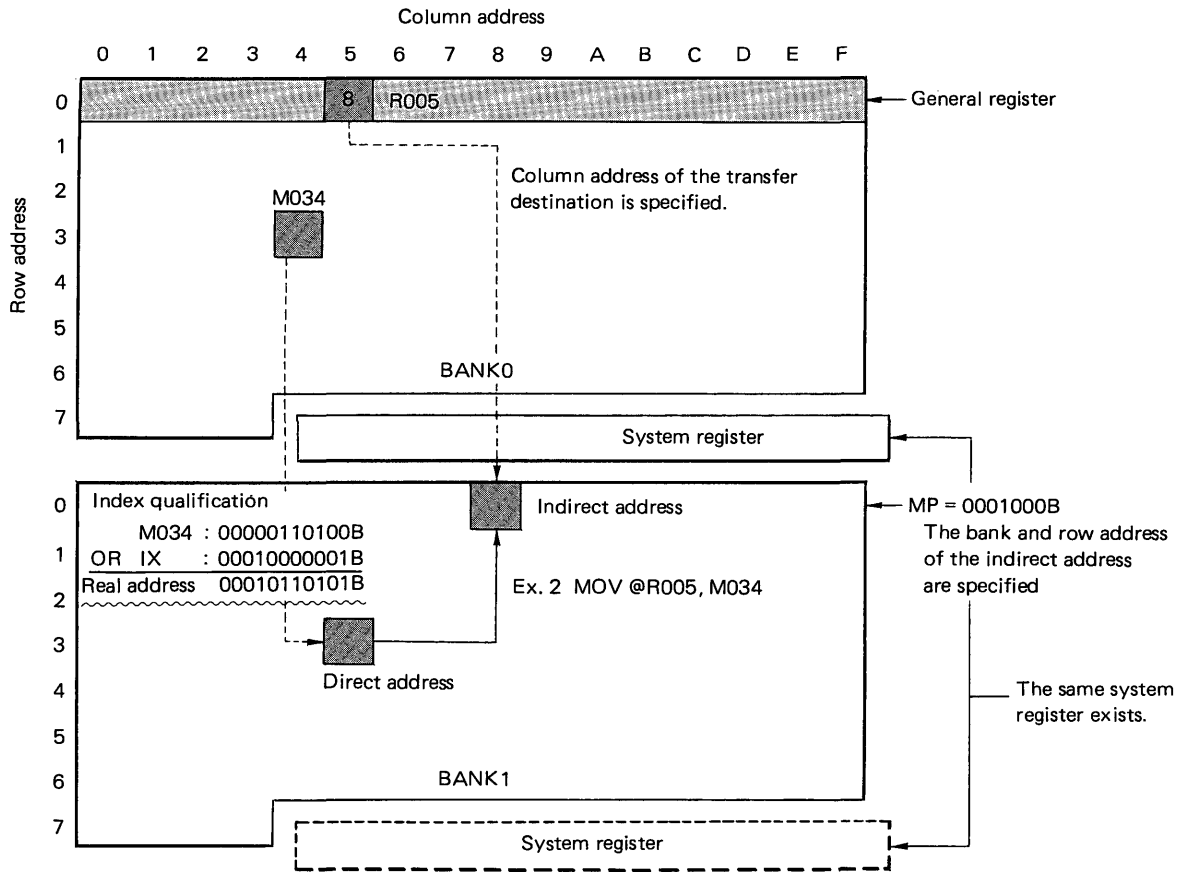 Column address
0 1 2 3 4 5 6 7 8 9 A B C D E F
Row address
0
8
R005
General register
1
2
Column address of the transfer
destination is specified.
M034
3
4
5
6
BANK0
7
System register
0
Index qualification
Indirect address
MP = 0001000B
The bank and row address
of the indirect address
are specified
M034 : 00000110100B
1
OR IX : 00010000001B
Real address 00010110101B
2
Ex. 2 MOV @R005, M034
3
Direct address
4
The same system
register exists.
5
6
BANK1
7
System register